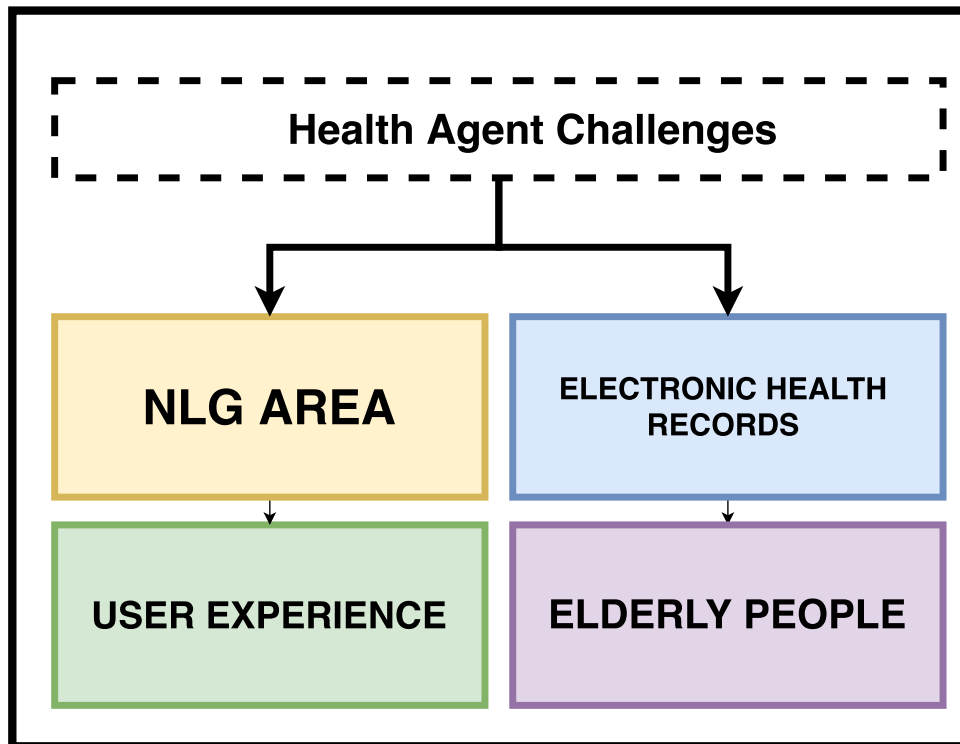 Health Agent Challenges
NLG AREA
ELECTRONIC HEALTH
RECORDS
USER EXPERIENCE
ELDERLY PEOPLE